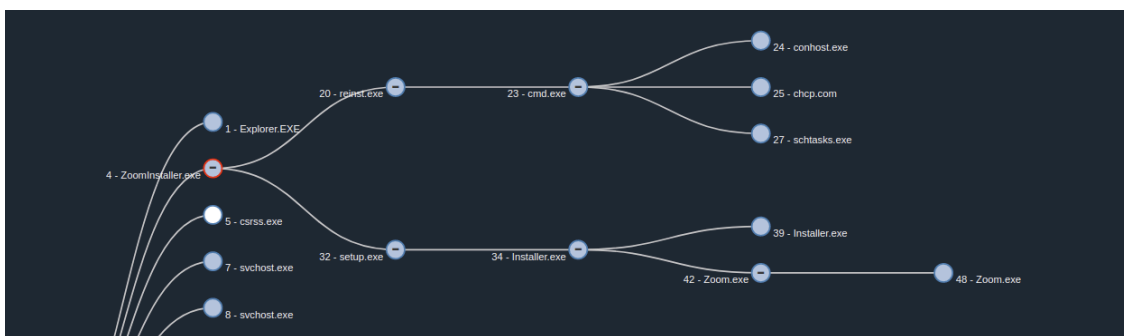 24 - conhost.exe
20 - reinst.exe
23 - cmd.exe
25 - chcp.com
1 - Explorer.EXE
27 - schtasks.exe
4 - ZoomInstaller.exe
5 - csrss.exe
39 - Installer.exe
32 - setup.exe
34 - Installer.exe
7 - svchost.exe
42 - Zoom.exe
48 - Zoom.exe
8 - svchost.exe